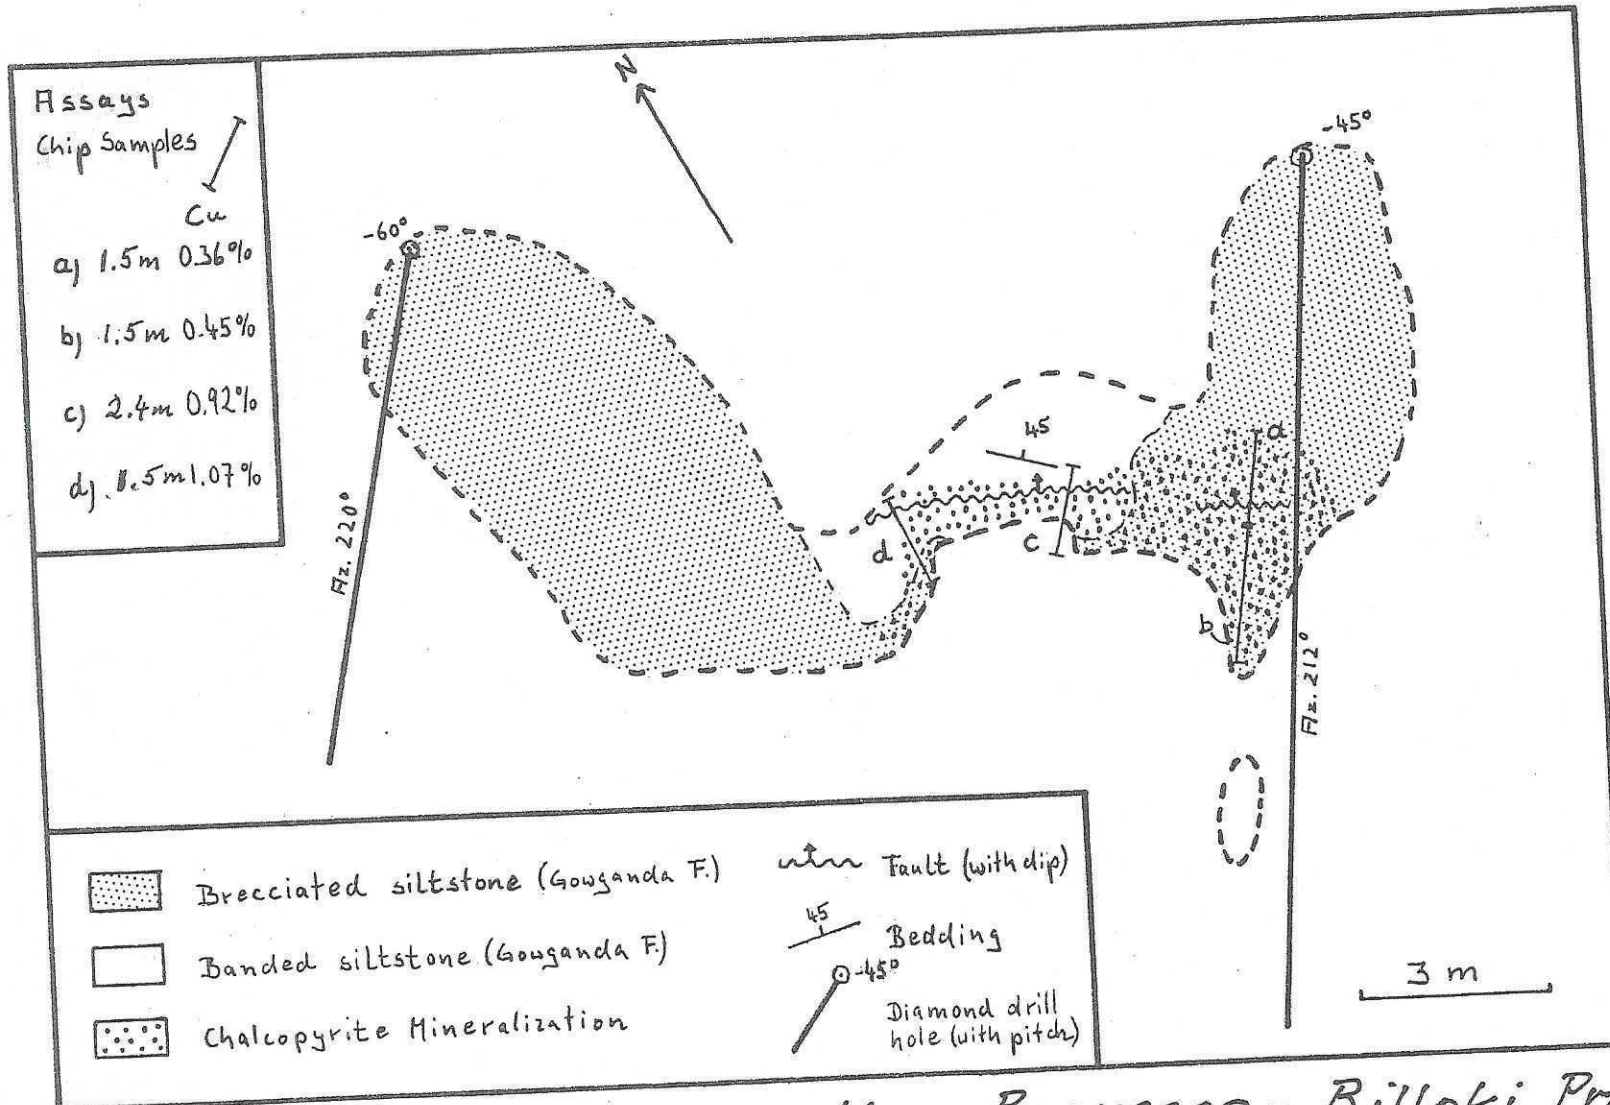 Assays
Chip Samples
Cu
a) 1.5m 0.36%
b) 1.5m 0.45%
c) 2.4m 0.92%
d) 1.5m 1.07%
N
-60°
Az. 220°
-45°
Az. 212°
45
a
b
c
d
Brecciated siltstone (Gowganda F.)
Banded siltstone (Gowganda F.)
Chalcopyrite Mineralization
Fault (with dip)
45
Bedding
-45°
Diamond drill
hole (with pitch)
3 m